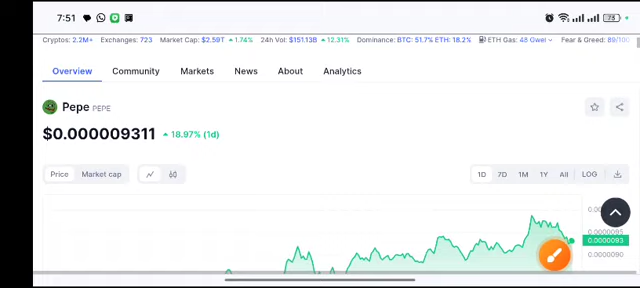 7:51
78
Cryptos: 2.2M+ Exchanges: 723 Market Cap: $2.59T 1.74% 24h Vol: $151.13B 12.31% Dominance: BTC: 51.7% ETH: 18.2% ETH Gas: 48 Gwei Fear & Greed: 89/100
Overview Community Markets News About Analytics
Pepe PEPE
$0.000009311 18.97% (1d)
Price Market cap 1D 7D 1M 1Y All LOG
0.0000095
0.0000093
0.0000090